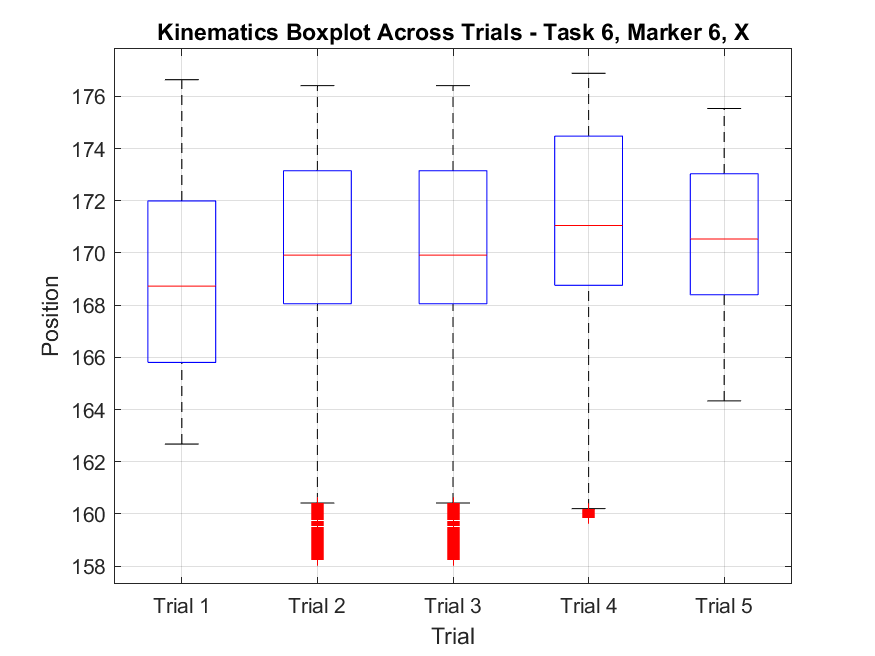 Kinematics Boxplot Across Trials - Task 6, Marker 6, X
176
174
172
170
168
166
164
162
160
158
Position
Trial 1 Trial 2 Trial 3 Trial 4 Trial 5
Trial